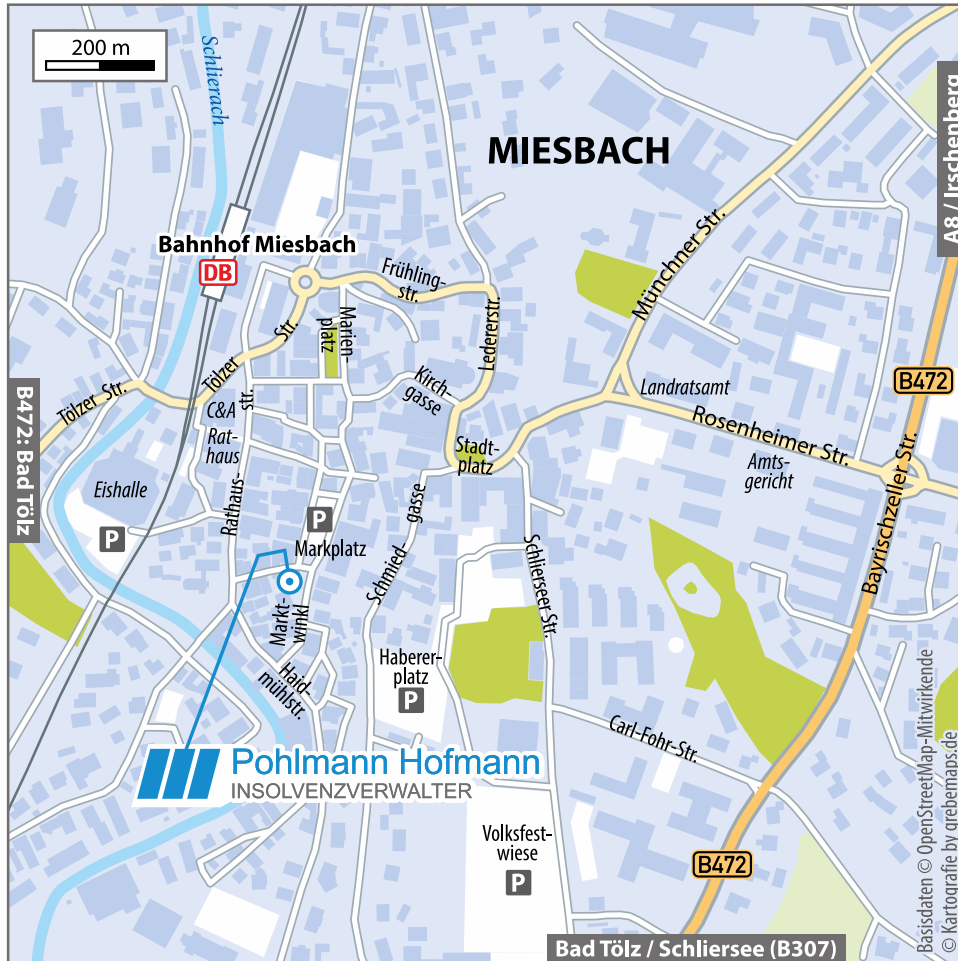 200 m
Schlierach
MIESBACH
A8 / Irschenberg
Bahnhof Miesbach
DB
Frühling-
str.
Münchner Str.
Marien-
platz
Ledererstr.
Tölzer
Str.
Tölzer Str.
Kirch-
gasse
Landratsamt
B472
B472: Bad Tölz
C&A
Rat-
haus
Rathaus-
str.
Rosenheimer Str.
Stadt-
platz
Amts-
gericht
Eishalle
P
P
Markplatz
Schmied-
gasse
Schlierseer Str.
Bayrischzeller Str.
Markt-
winkl
Haid-
mühlstr.
Haberer-
platz
P
Carl-Fohr-Str.
Pohlmann Hofmann
INSOLVENZVERWALTER
Volksfest-
wiese
P
B472
Bad Tölz / Schliersee (B307)
Basisdaten © OpenStreetMap-Mitwirkende
© Kartografie by grebemaps.de